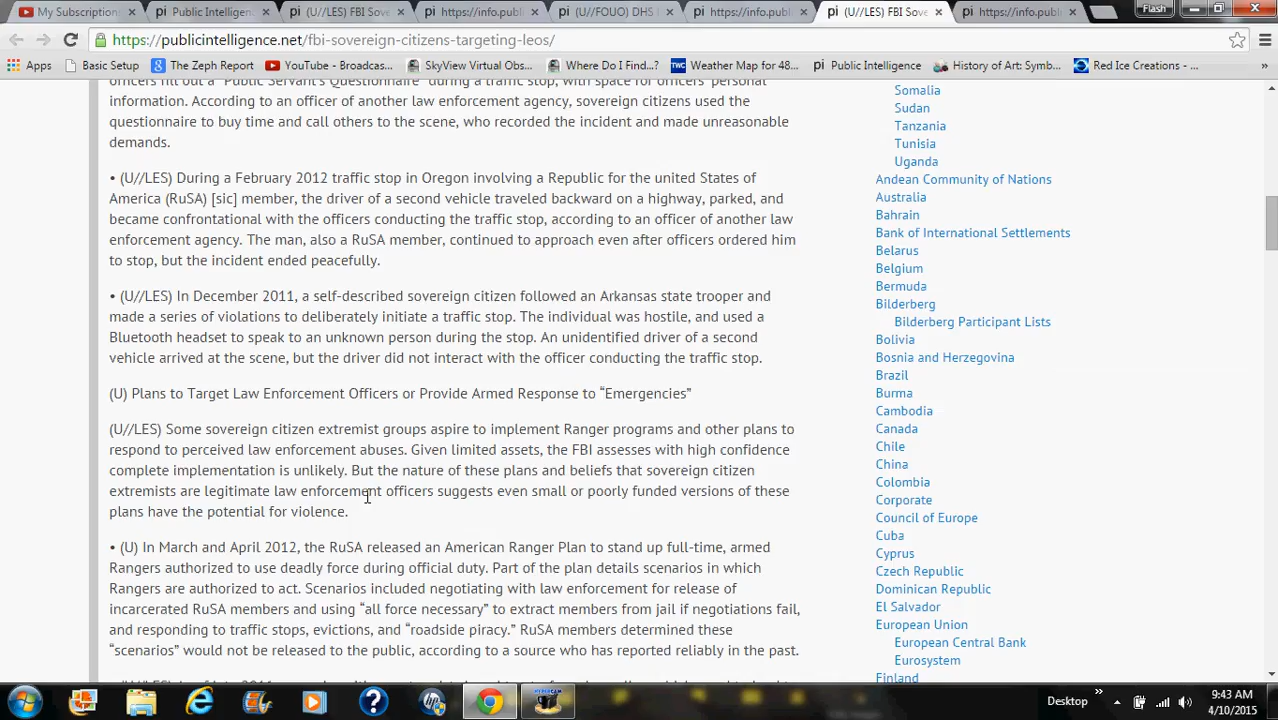 My Subscription
Public Intelligen
(U//LES) FBI Sove
https://info.publ
(U//FOUO) DHS I
https://info.publ
(U//LES) FBI Sove
https://info.publ
Flash
https://publicintelligence.net/fbi-sovereign-citizens-targeting-leos/
Apps
Basic Setup
The Zeph Report
YouTube - Broadcas...
SkyView Virtual Obs...
Where Do I Find...?
Weather Map for 48...
Public Intelligence
History of Art: Symb...
Red Ice Creations - ...
»
officers fill out a "Public Servant's Questionnaire" during a traffic stop, with space for officers' personal
information. According to an officer of another law enforcement agency, sovereign citizens used the
questionnaire to buy time and call others to the scene, who recorded the incident and made unreasonable
demands.
• (U//LES) During a February 2012 traffic stop in Oregon involving a Republic for the united States of
America (RuSA) [sic] member, the driver of a second vehicle traveled backward on a highway, parked, and
became confrontational with the officers conducting the traffic stop, according to an officer of another law
enforcement agency. The man, also a RuSA member, continued to approach even after officers ordered him
to stop, but the incident ended peacefully.
• (U//LES) In December 2011, a self-described sovereign citizen followed an Arkansas state trooper and
made a series of violations to deliberately initiate a traffic stop. The individual was hostile, and used a
Bluetooth headset to speak to an unknown person during the stop. An unidentified driver of a second
vehicle arrived at the scene, but the driver did not interact with the officer conducting the traffic stop.
(U) Plans to Target Law Enforcement Officers or Provide Armed Response to “Emergencies”
(U//LES) Some sovereign citizen extremist groups aspire to implement Ranger programs and other plans to
respond to perceived law enforcement abuses. Given limited assets, the FBI assesses with high confidence
complete implementation is unlikely. But the nature of these plans and beliefs that sovereign citizen
extremists are legitimate law enforcement officers suggests even small or poorly funded versions of these
plans have the potential for violence.
• (U) In March and April 2012, the RuSA released an American Ranger Plan to stand up full-time, armed
Rangers authorized to use deadly force during official duty. Part of the plan details scenarios in which
Rangers are authorized to act. Scenarios included negotiating with law enforcement for release of
incarcerated RuSA members and using “all force necessary” to extract members from jail if negotiations fail,
and responding to traffic stops, evictions, and “roadside piracy.” RuSA members determined these
“scenarios” would not be released to the public, according to a source who has reported reliably in the past.
Somalia
Sudan
Tanzania
Tunisia
Uganda
Andean Community of Nations
Australia
Bahrain
Bank of International Settlements
Belarus
Belgium
Bermuda
Bilderberg
Bilderberg Participant Lists
Bolivia
Bosnia and Herzegovina
Brazil
Burma
Cambodia
Canada
Chile
China
Colombia
Corporate
Council of Europe
Cuba
Cyprus
Czech Republic
Dominican Republic
El Salvador
European Union
European Central Bank
Eurosystem
Finland
Desktop
»
9:43 AM
4/10/2015